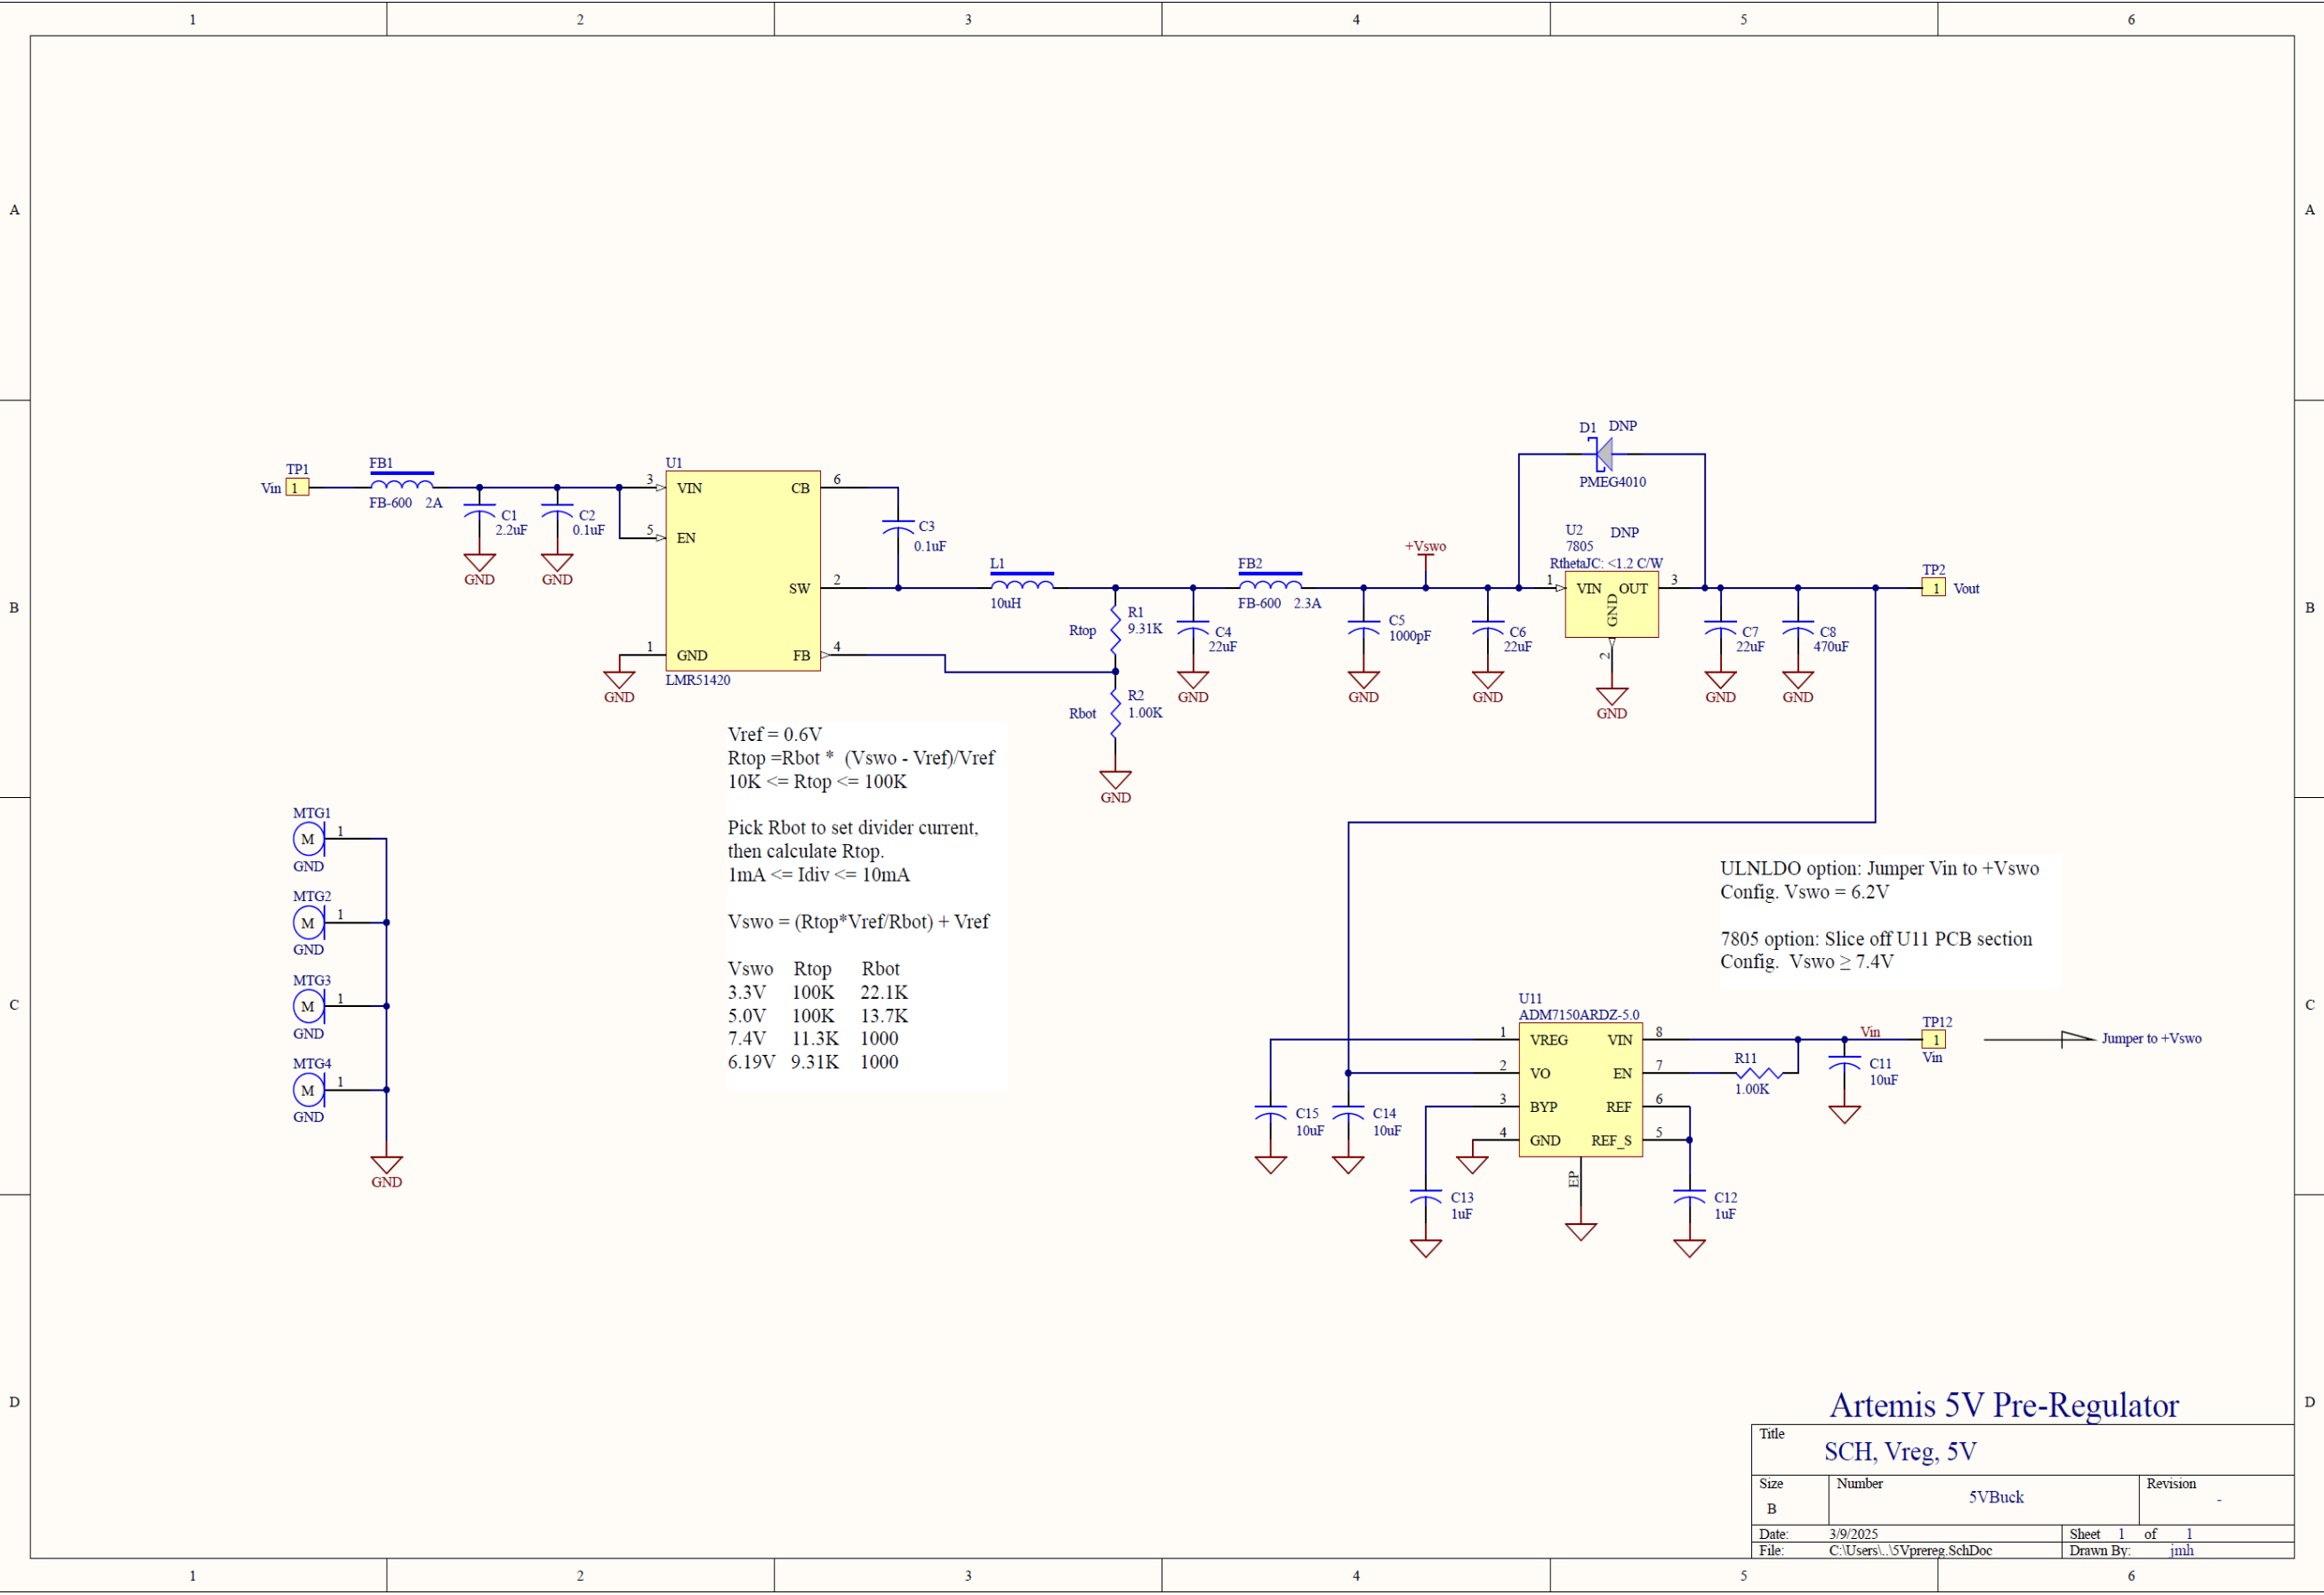 1 2 3 4 5 6
A A
B B
C C
D D
TP1
Vin 1
FB1
FB-600 2A
C1
2.2uF
GND
C2
0.1uF
GND
U1
3 VIN
5 EN
1 GND
CB 6
SW 2
FB 4
LMR51420
GND
C3
0.1uF
L1
10uH
Rtop
R1
9.31K
Rbot
R2
1.00K
GND
C4
22uF
GND
FB2
FB-600 2.3A
C5
1000pF
GND
+Vswo
C6
22uF
GND
D1 DNP
PMEG4010
U2 DNP
7805
RthetaJC: <1.2 C/W
1 VIN OUT 3
GND
2
GND
C7
22uF
GND
C8
470uF
GND
TP2
1 Vout
Vref = 0.6V
Rtop =Rbot * (Vswo - Vref)/Vref
10K <= Rtop <= 100K
Pick Rbot to set divider current,
then calculate Rtop.
1mA <= Idiv <= 10mA
Vswo = (Rtop*Vref/Rbot) + Vref
Vswo Rtop Rbot
3.3V 100K 22.1K
5.0V 100K 13.7K
7.4V 11.3K 1000
6.19V 9.31K 1000
MTG1
M 1
GND
MTG2
M 1
GND
MTG3
M 1
GND
MTG4
M 1
GND
GND
ULNLDO option: Jumper Vin to +Vswo
Config. Vswo = 6.2V
7805 option: Slice off U11 PCB section
Config. Vswo ≥ 7.4V
U11
ADM7150ARDZ-5.0
1 VREG VIN 8
2 VO EN 7
3 BYP REF 6
4 GND REF_S 5
EP
C15
10uF
C14
10uF
C13
1uF
C12
1uF
R11
1.00K
Vin
C11
10uF
TP12
1
Vin
Jumper to +Vswo
Artemis 5V Pre-Regulator
Title
SCH, Vreg, 5V
Size
B
Number
5VBuck
Revision
-
Date: 3/9/2025
Sheet 1 of 1
File: C:\Users\..\5Vprereg.SchDoc
Drawn By: jmh
1 2 3 4 5 6